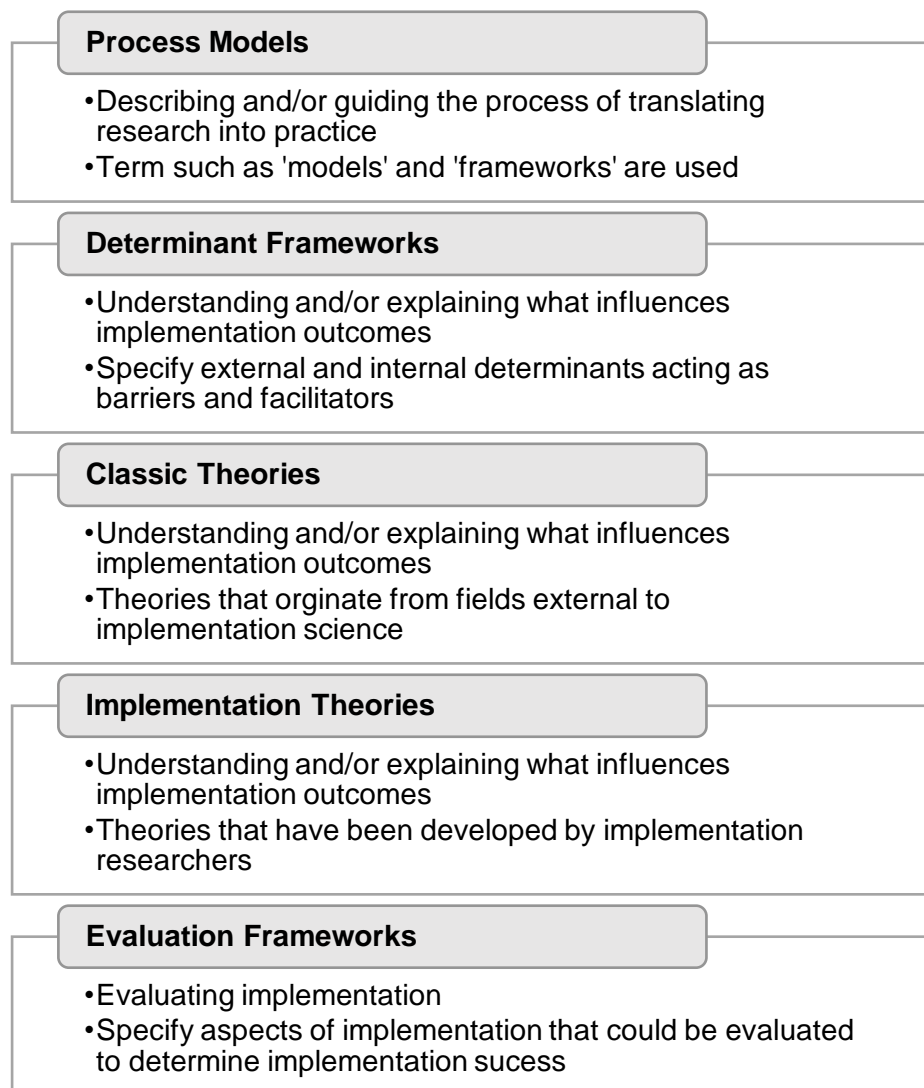 Process Models
•Describing and/or guiding the process of translating
research into practice
•Term such as 'models' and 'frameworks' are used
Determinant Frameworks
•Understanding and/or explaining what influences
implementation outcomes
•Specify external and internal determinants acting as
barriers and facilitators
Classic Theories
•Understanding and/or explaining what influences
implementation outcomes
•Theories that orginate from fields external to
implementation science
Implementation Theories
•Understanding and/or explaining what influences
implementation outcomes
•Theories that have been developed by implementation
researchers
Evaluation Frameworks
•Evaluating implementation
•Specify aspects of implementation that could be evaluated
to determine implementation sucess